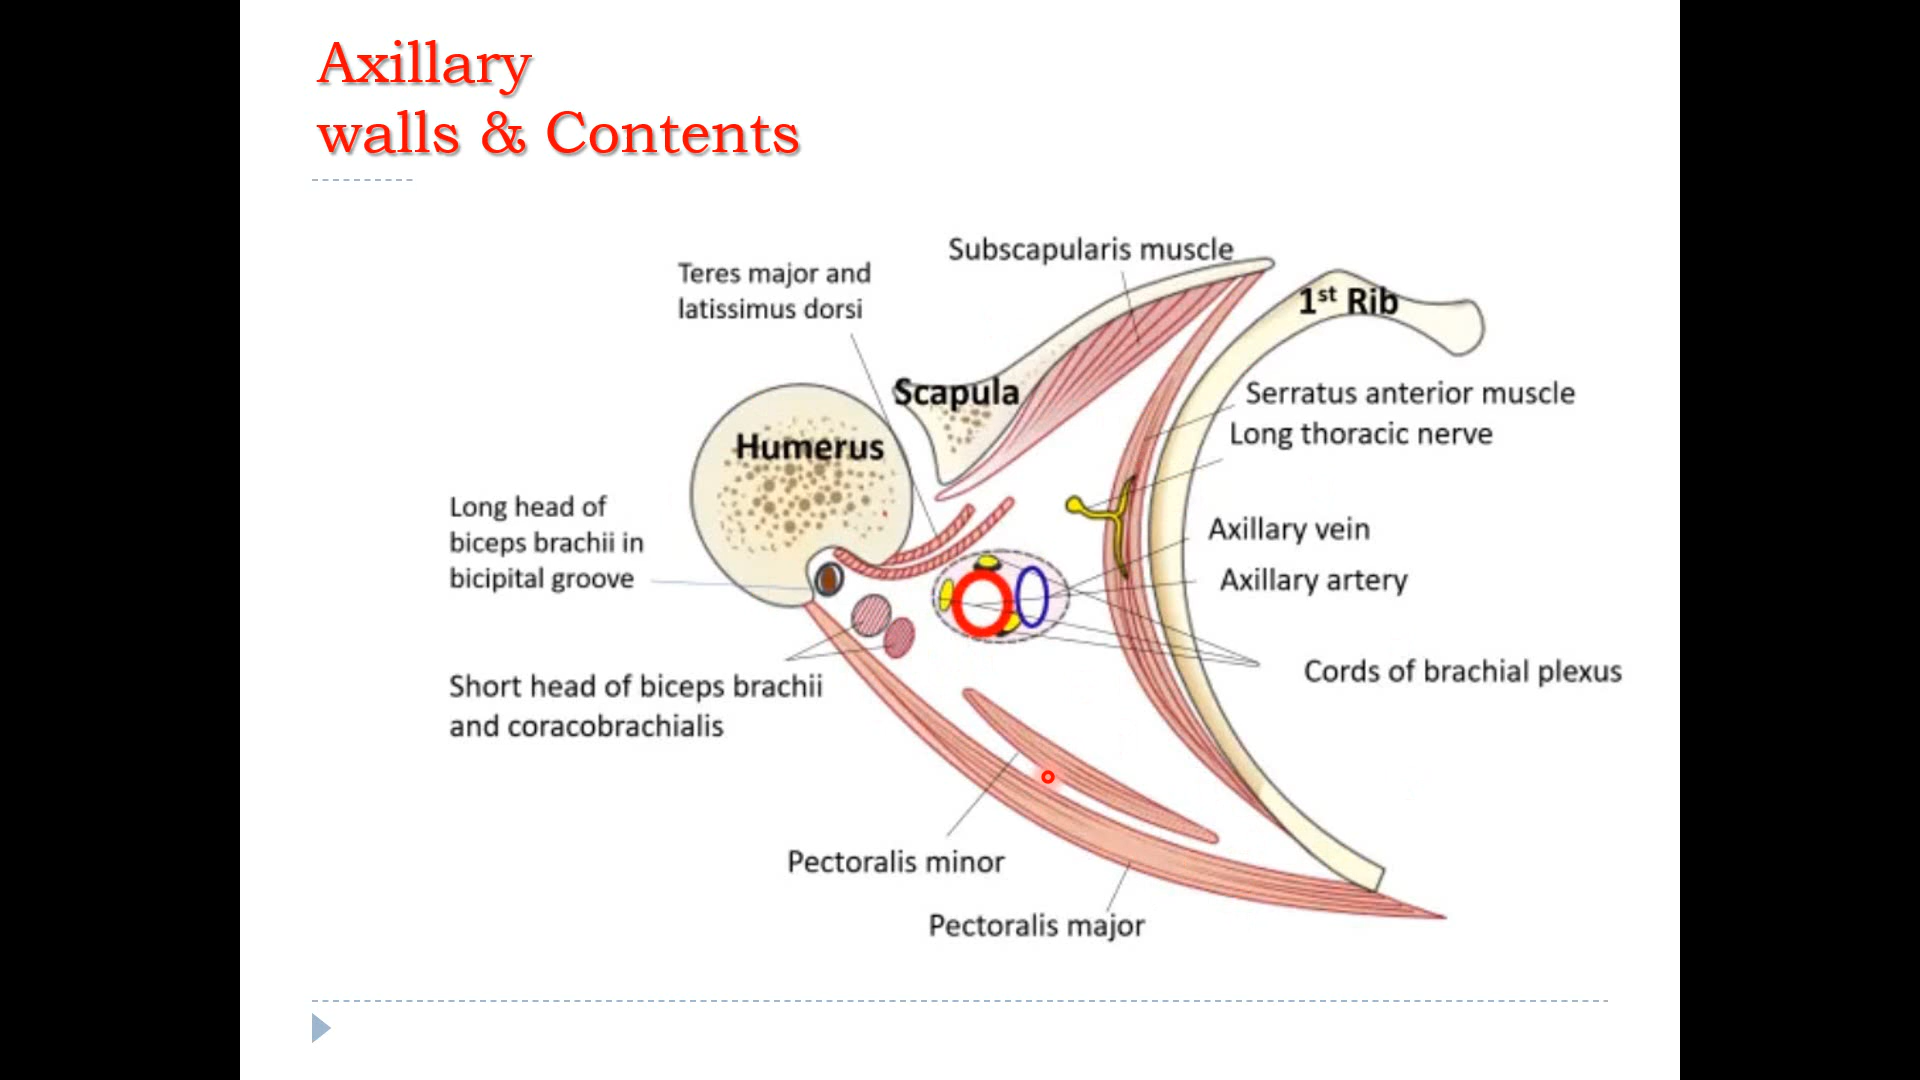 Axillary
walls & Contents
Subscapularis muscle
Teres major and
latissimus dorsi
1st Rib
Scapula
Serratus anterior muscle
Long thoracic nerve
Humerus
Long head of
biceps brachii in
bicipital groove
Axillary vein
Axillary artery
Cords of brachial plexus
Short head of biceps brachii
and coracobrachialis
Pectoralis minor
Pectoralis major